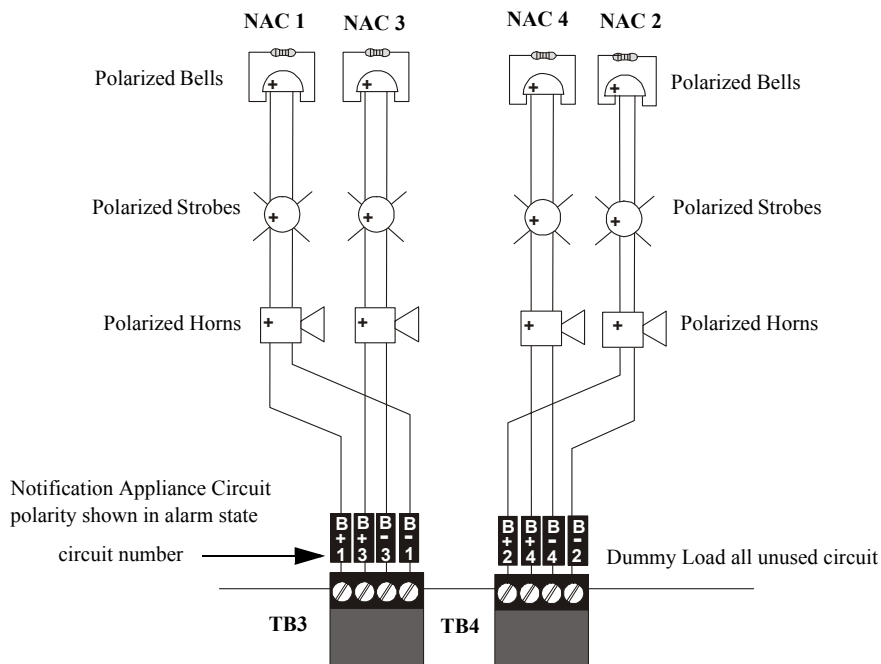 NAC 1 NAC 3 NAC 4 NAC 2
Polarized Bells + + + + Polarized Bells
Polarized Strobes + + + + Polarized Strobes
Polarized Horns + + + + Polarized Horns
Notification Appliance Circuit
polarity shown in alarm state
circuit number
B+1 B+3 B-3 B-1
B+2 B+4 B-4 B-2
Dummy Load all unused circuit
TB3 TB4